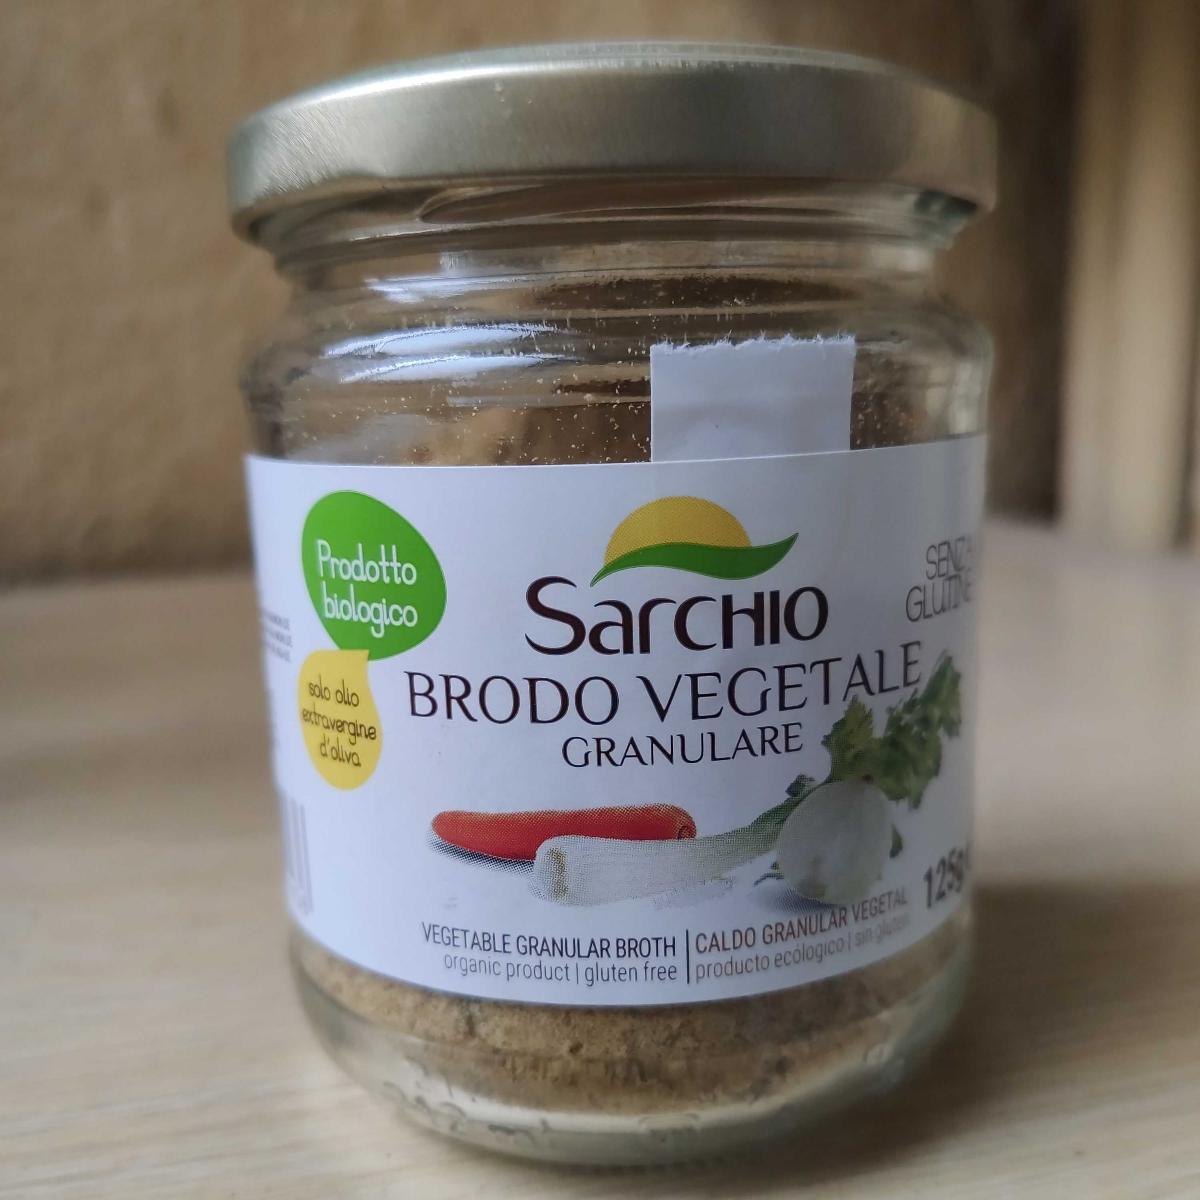 Prodotto
biologico
solo olio
extravergine
d'oliva
Sarchio
SENZA
GLUTINE
BRODO VEGETALE
GRANULARE
125g
VEGETABLE GRANULAR BROTH
organic product | gluten free
CALDO GRANULAR VEGETAL
producto ecólogico | sin gluten